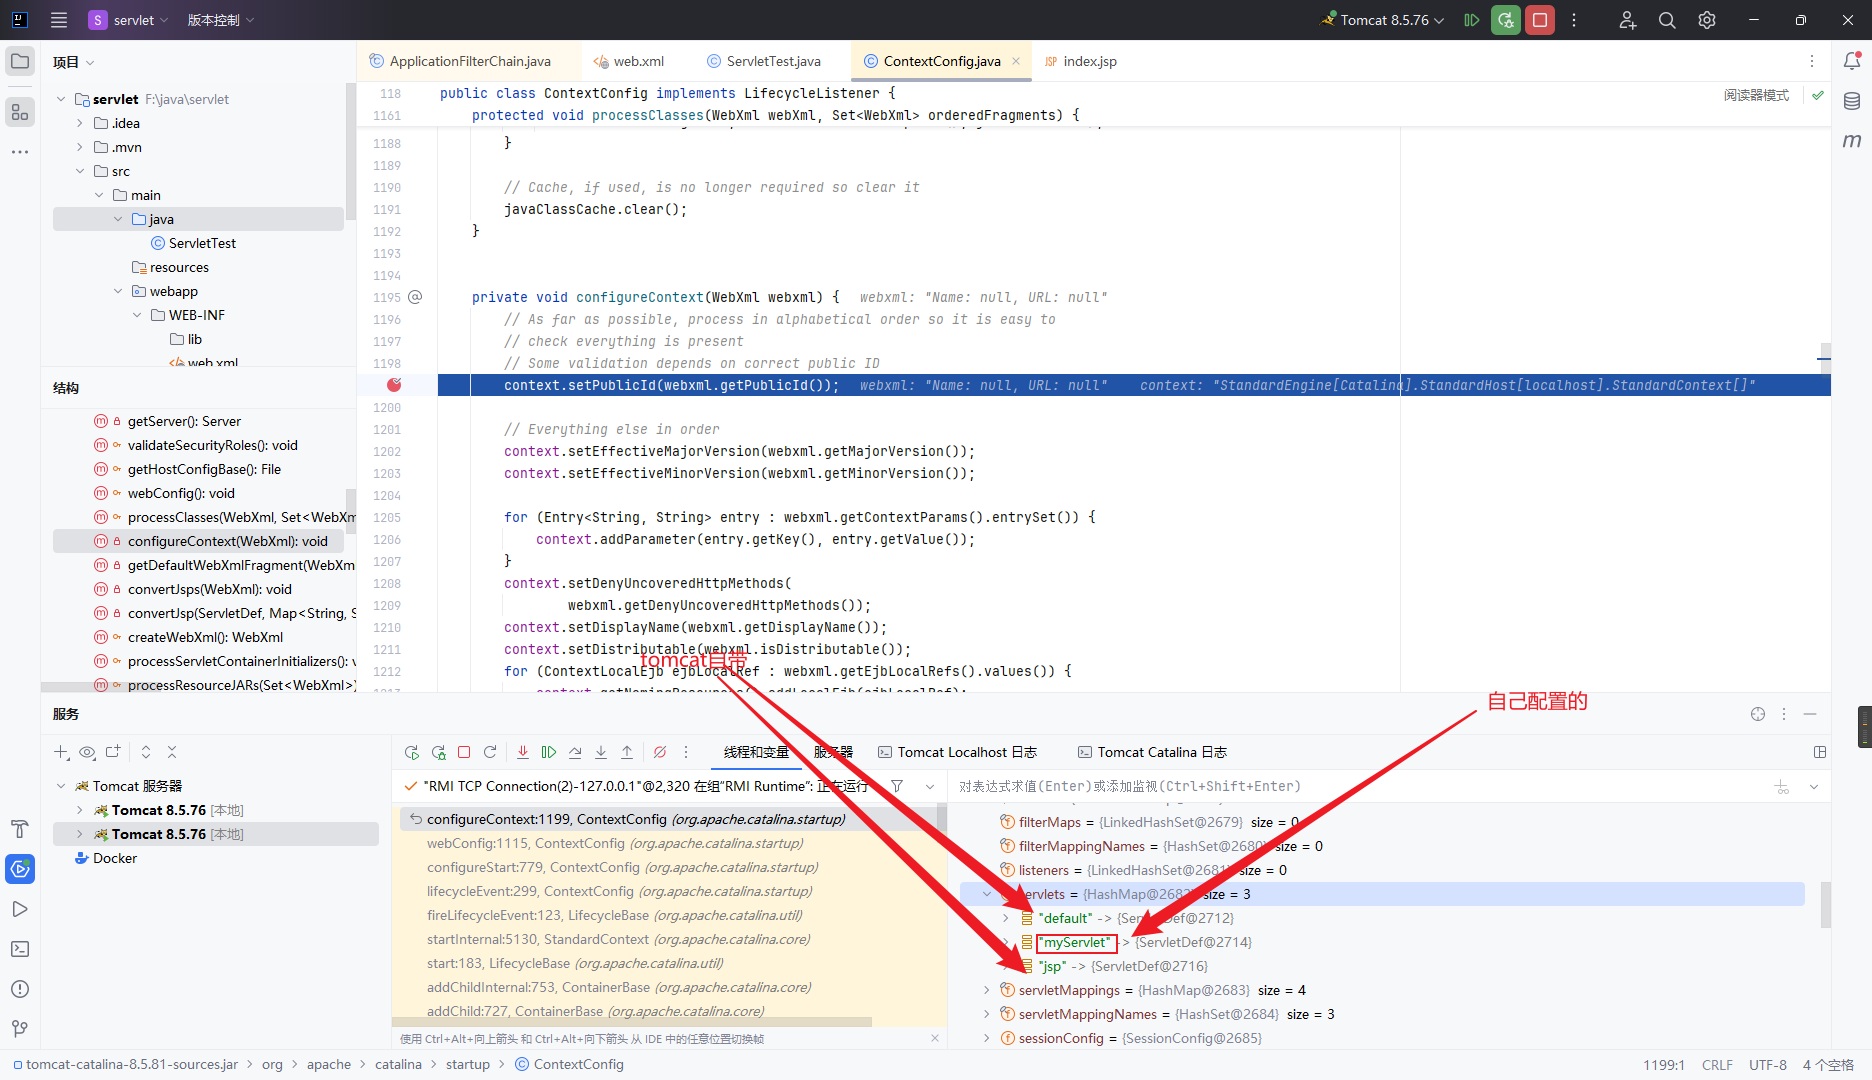 servlet 版本控制 Tomcat 8.5.76
项目
servlet F:\java\servlet
.idea
.mvn
src
main
java
ServletTest
resources
webapp
WEB-INF
lib
web.xml
结构
getServer(): Server
validateSecurityRoles(): void
getHostConfigBase(): File
webConfig(): void
processClasses(WebXml, Set<WebXm
configureContext(WebXml): void
getDefaultWebXmlFragment(WebXm
convertJsps(WebXml): void
convertJsp(ServletDef, Map<String, S
createWebXml(): WebXml
processServletContainerInitializers(): v
processResourceJARs(Set<WebXml>)
ApplicationFilterChain.java web.xml ServletTest.java ContextConfig.java index.jsp
阅读器模式
118 public class ContextConfig implements LifecycleListener {
1161 protected void processClasses(WebXml webXml, Set<WebXml> orderedFragments) {
1188 }
1189
1190 // Cache, if used, is no longer required so clear it
1191 javaClassCache.clear();
1192 }
1193
1194
1195 private void configureContext(WebXml webxml) { webxml: "Name: null, URL: null"
1196 // As far as possible, process in alphabetical order so it is easy to
1197 // check everything is present
1198 // Some validation depends on correct public ID
context.setPublicId(webxml.getPublicId()); webxml: "Name: null, URL: null" context: "StandardEngine[Catalina].StandardHost[localhost].StandardContext[]"
1200
1201 // Everything else in order
1202 context.setEffectiveMajorVersion(webxml.getMajorVersion());
1203 context.setEffectiveMinorVersion(webxml.getMinorVersion());
1204
1205 for (Entry<String, String> entry : webxml.getContextParams().entrySet()) {
1206 context.addParameter(entry.getKey(), entry.getValue());
1207 }
1208 context.setDenyUncoveredHttpMethods(
1209 webxml.getDenyUncoveredHttpMethods());
1210 context.setDisplayName(webxml.getDisplayName());
1211 context.setDistributable(webxml.isDistributable());
tomcat自带
1212 for (ContextLocalEjb ejbLocalRef : webxml.getEjbLocalRefs().values()) {
自己配置的
服务
Tomcat 服务器
Tomcat 8.5.76 [本地]
Tomcat 8.5.76 [本地]
Docker
线程和变量 服务器 Tomcat Localhost 日志 Tomcat Catalina 日志
"RMI TCP Connection(2)-127.0.0.1"@2,320 在组"RMI Runtime": 正在运行
configureContext:1199, ContextConfig (org.apache.catalina.startup)
webConfig:1115, ContextConfig (org.apache.catalina.startup)
configureStart:779, ContextConfig (org.apache.catalina.startup)
lifecycleEvent:299, ContextConfig (org.apache.catalina.startup)
fireLifecycleEvent:123, LifecycleBase (org.apache.catalina.util)
startInternal:5130, StandardContext (org.apache.catalina.core)
start:183, LifecycleBase (org.apache.catalina.util)
addChildInternal:753, ContainerBase (org.apache.catalina.core)
addChild:727, ContainerBase (org.apache.catalina.core)
使用 Ctrl+Alt+向上箭头 和 Ctrl+Alt+向下箭头 从 IDE 中的任意位置切换帧
对表达式求值(Enter)或添加监视(Ctrl+Shift+Enter)
filterMaps = {LinkedHashSet@2679} size = 0
filterMappingNames = {HashSet@2680} size = 0
listeners = {LinkedHashSet@2681} size = 0
servlets = {HashMap@2682} size = 3
"default" -> {ServletDef@2712}
"myServlet" -> {ServletDef@2714}
"jsp" -> {ServletDef@2716}
servletMappings = {HashMap@2683} size = 4
servletMappingNames = {HashSet@2684} size = 3
sessionConfig = {SessionConfig@2685}
tomcat-catalina-8.5.81-sources.jar > org > apache > catalina > startup > ContextConfig
1199:1 CRLF UTF-8 4 个空格